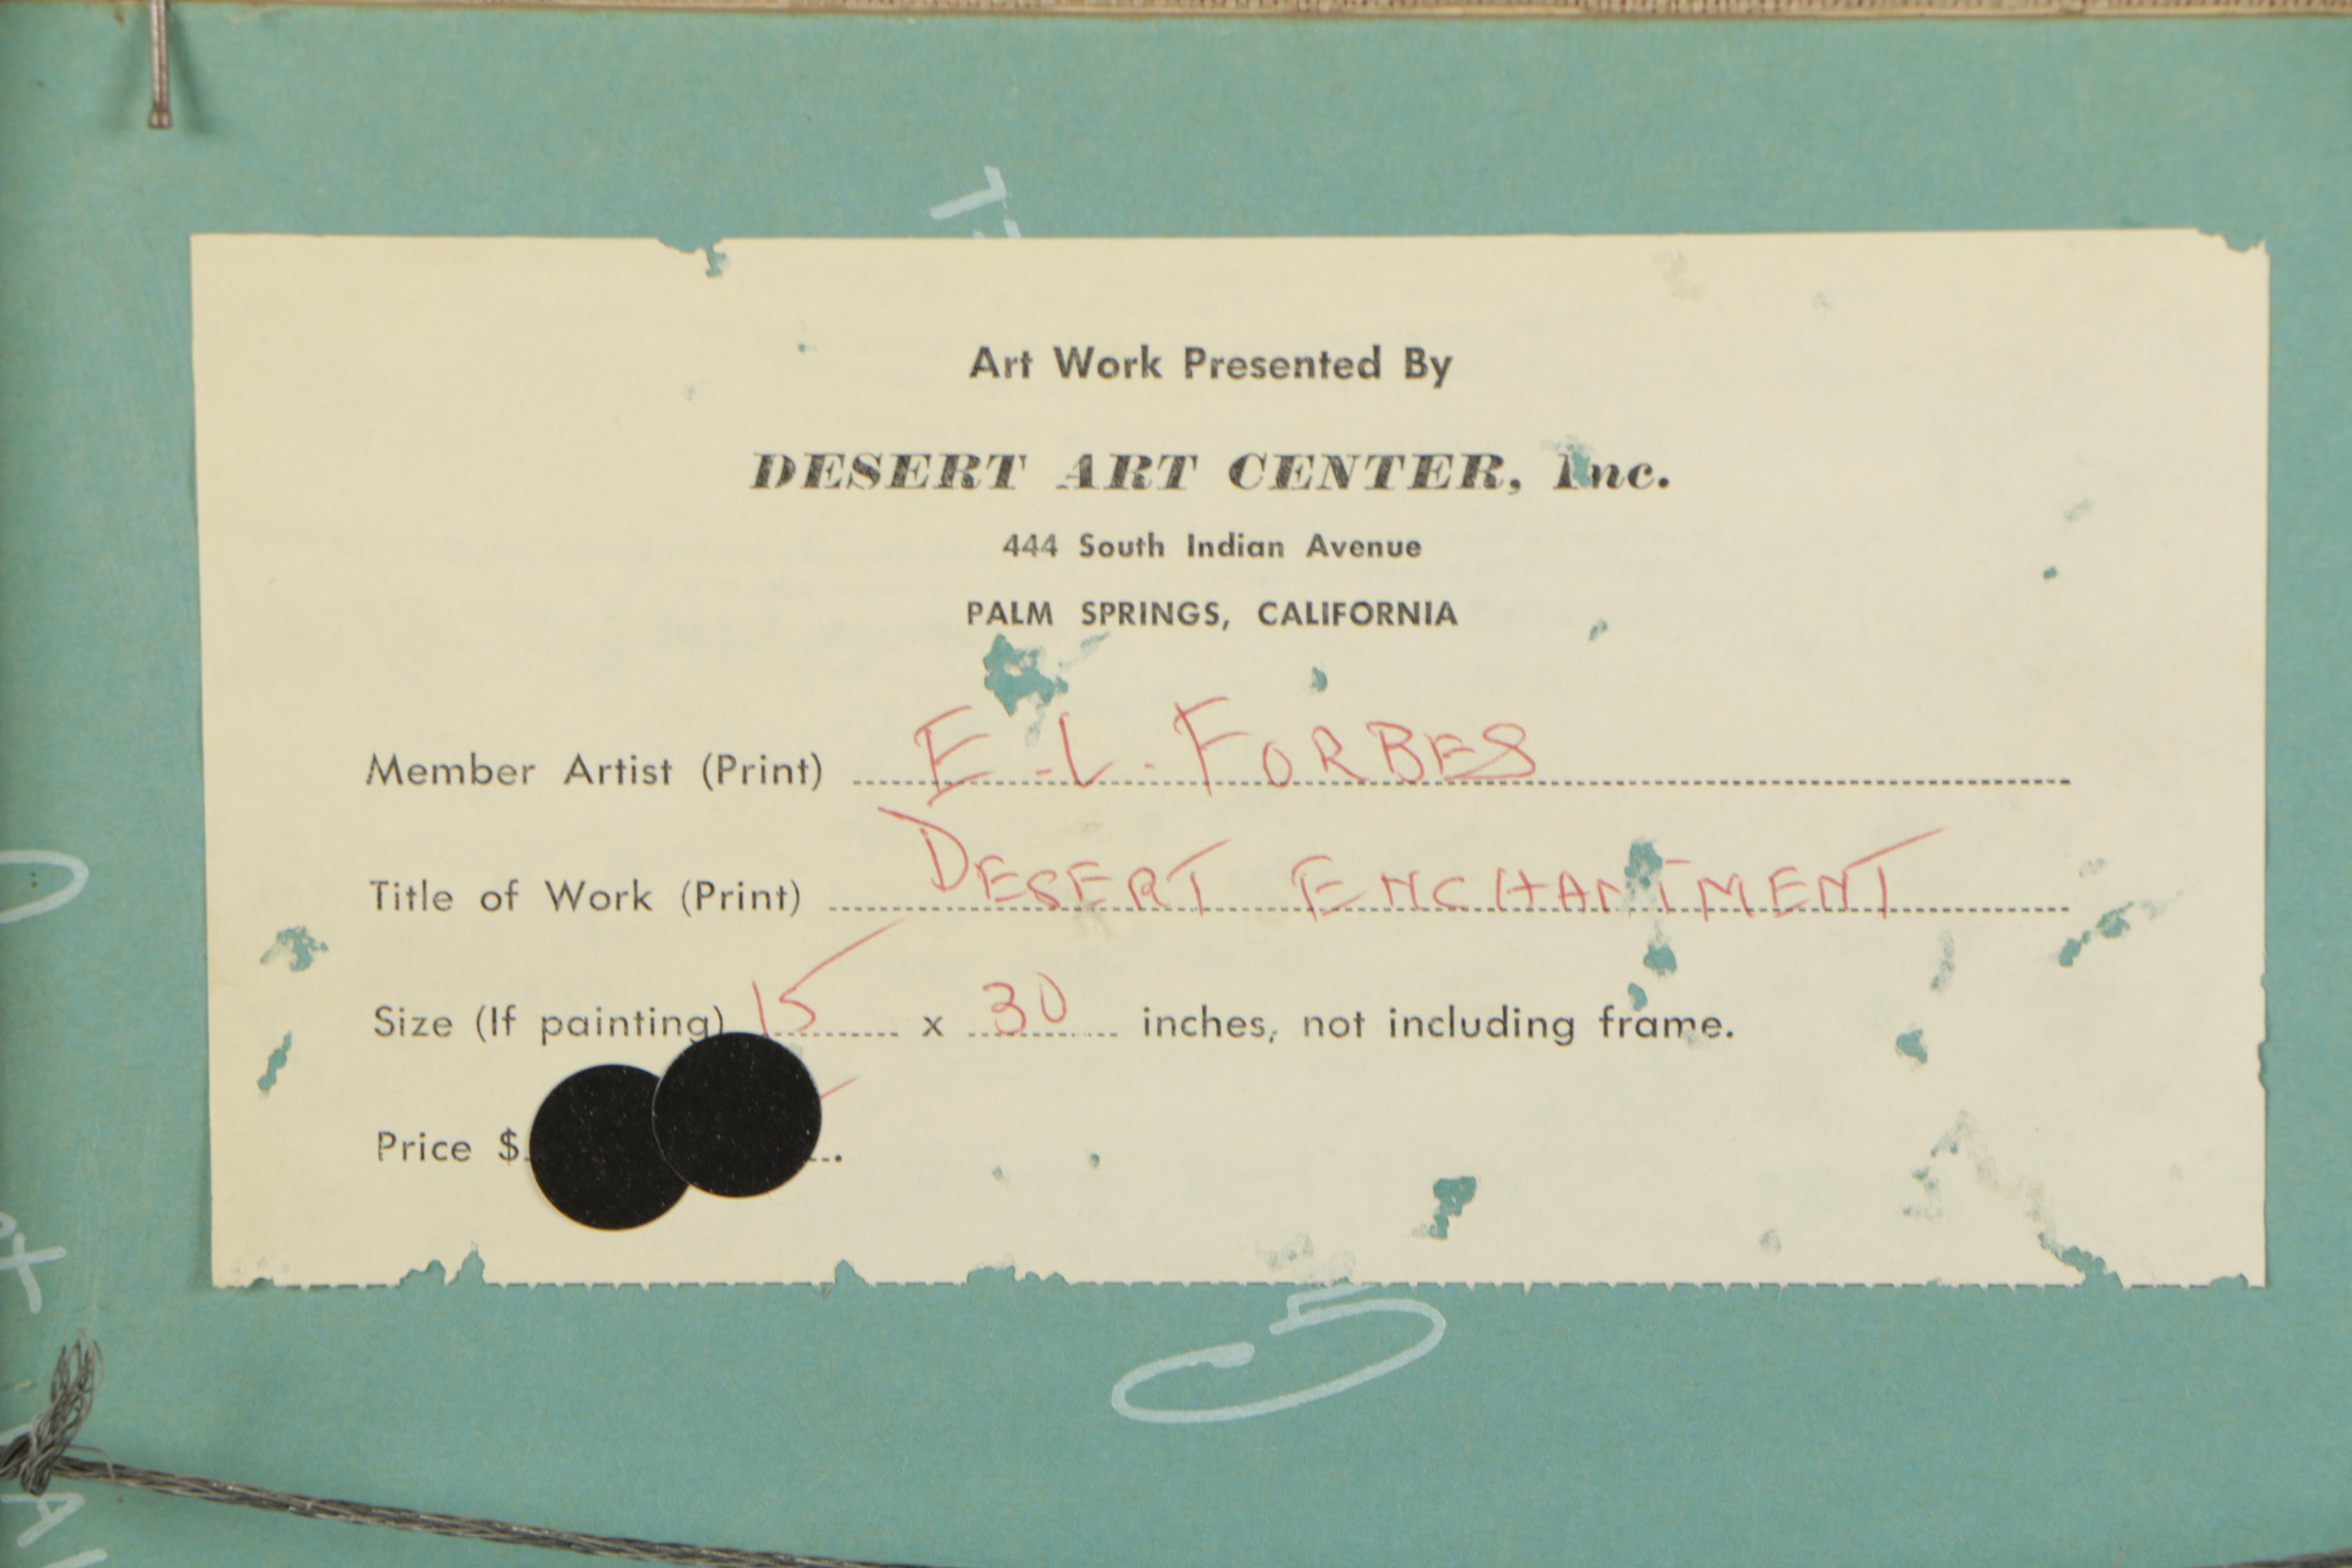 Art Work Presented By
DESERT ART CENTER, Inc.
444 South Indian Avenue
PALM SPRINGS, CALIFORNIA
Member Artist (Print) E. L. FORBES
Title of Work (Print) DESERT ENCHANTMENT
Size (If painting) 15 x 30 inches, not including frame.
Price $